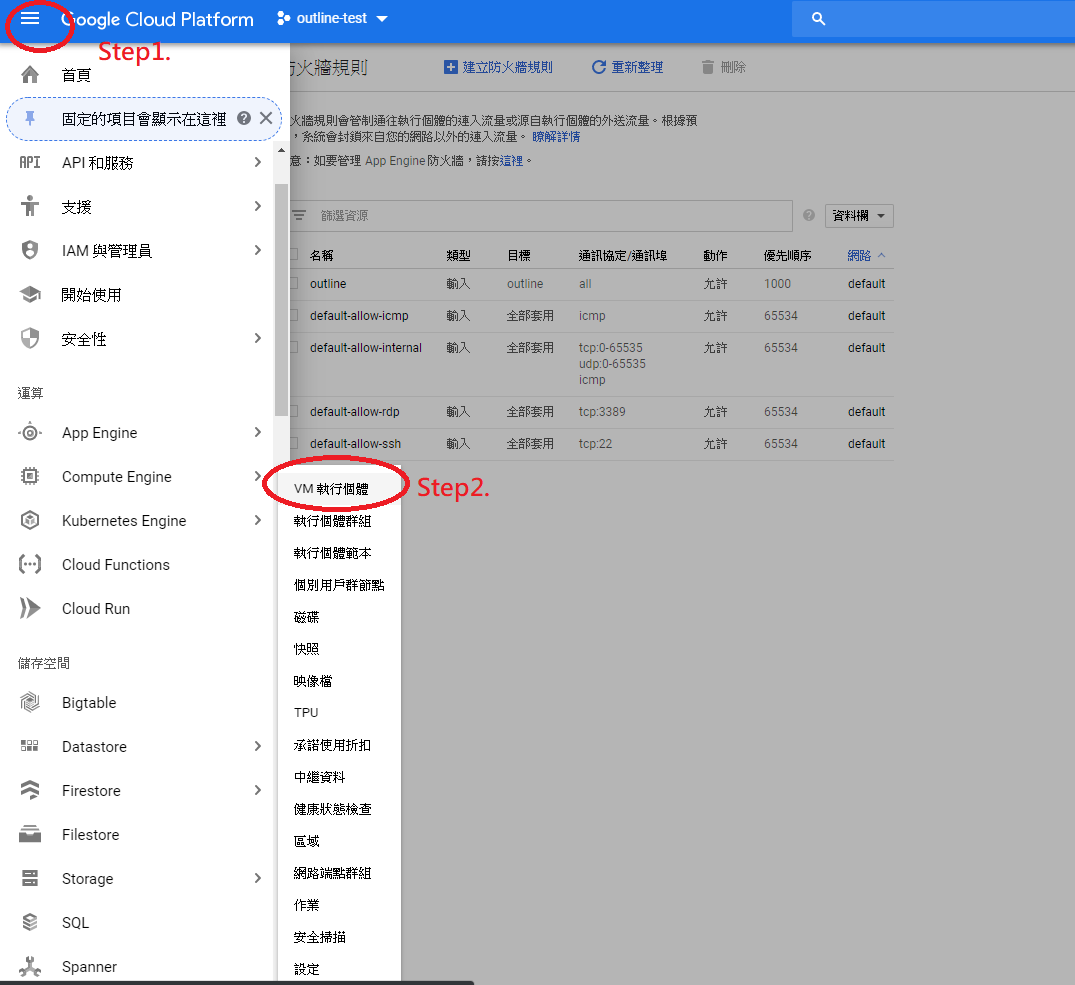 Google Cloud Platform
outline-test
Step1.
首頁
固定的項目會顯示在這裡
API 和服務
支援
IAM 與管理員
開始使用
安全性
運算
App Engine
Compute Engine
Kubernetes Engine
Cloud Functions
Cloud Run
儲存空間
Bigtable
Datastore
Firestore
Filestore
Storage
SQL
Spanner
火牆規則
建立防火牆規則
重新整理
刪除
火牆規則會管制通往執行個體的連入流量或源自執行個體的外送流量。根據預
，系統會封鎖來自您的網路以外的連入流量。 瞭解詳情
意：如要管理 App Engine 防火牆，請按這裡。
篩選資源
資料欄
名稱 類型 目標 通訊協定/通訊埠 動作 優先順序 網路
outline 輸入 outline all 允許 1000 default
default-allow-icmp 輸入 全部套用 icmp 允許 65534 default
default-allow-internal 輸入 全部套用 tcp:0-65535 允許 65534 default
udp:0-65535
icmp
default-allow-rdp 輸入 全部套用 tcp:3389 允許 65534 default
default-allow-ssh 輸入 全部套用 tcp:22 允許 65534 default
VM 執行個體
Step2.
執行個體群組
執行個體範本
個別用戶群節點
磁碟
快照
映像檔
TPU
承諾使用折扣
中繼資料
健康狀態檢查
區域
網路端點群組
作業
安全掃描
設定